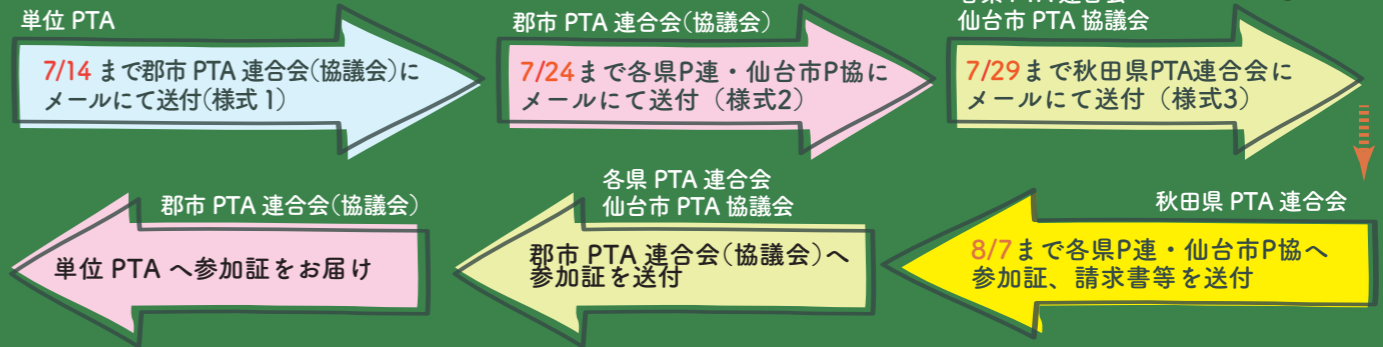 単位 PTA
7/14 まで郡市 PTA 連合会(協議会)に
メールにて送付(様式 1)
郡市 PTA 連合会(協議会)
7/24まで各県P連・仙台市P協に
メールにて送付（様式2）
各県 PTA 連合会
仙台市 PTA 協議会
7/29まで秋田県PTA連合会に
メールにて送付（様式3）
秋田県 PTA 連合会
8/7まで各県P連・仙台市P協へ
参加証、請求書等を送付
各県 PTA 連合会
仙台市 PTA 協議会
郡市 PTA 連合会(協議会)へ
参加証を送付
郡市 PTA 連合会(協議会)
単位 PTA へ参加証をお届け